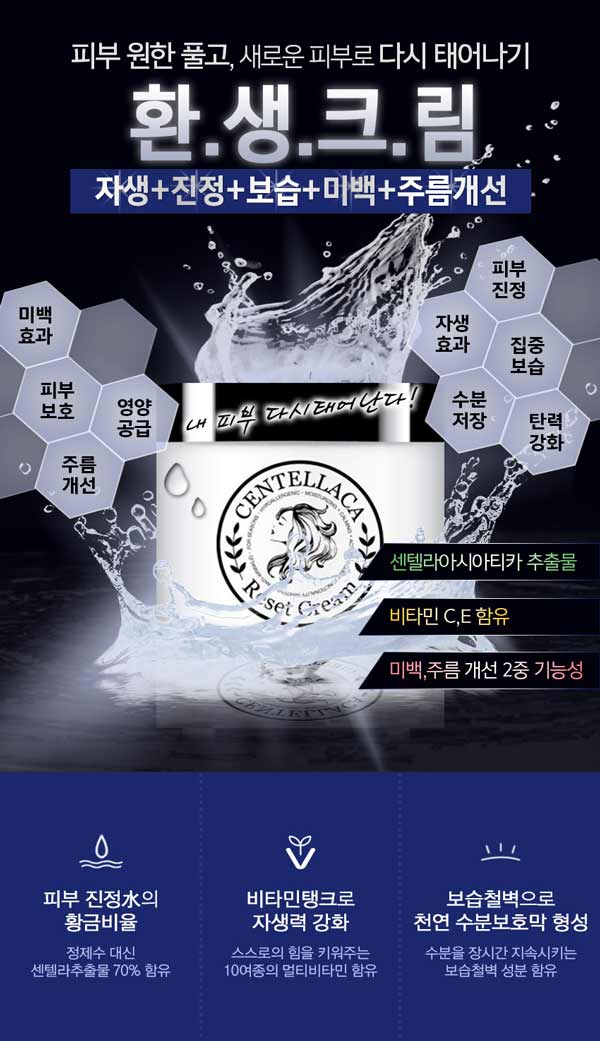 피부 원한 풀고, 새로운 피부로 다시 태어나기
환.생.크.림
자생+진정+보습+미백+주름개선
미백
효과
피부
보호
영양
공급
주름
개선
피부
진정
자생
효과
집중
보습
수분
저장
탄력
강화
내 피부 다시 태어난다!
CENTELLACA
Reset Cream
센텔라아시아티카 추출물
비타민 C,E 함유
미백,주름 개선 2중 기능성
피부 진정水의
황금비율
정제수 대신
센텔라추출물 70% 함유
비타민탱크로
자생력 강화
스스로의 힘을 키워주는
10여종의 멀티비타민 함유
보습철벽으로
천연 수분보호막 형성
수분을 장시간 지속시키는
보습철벽 성분 함유